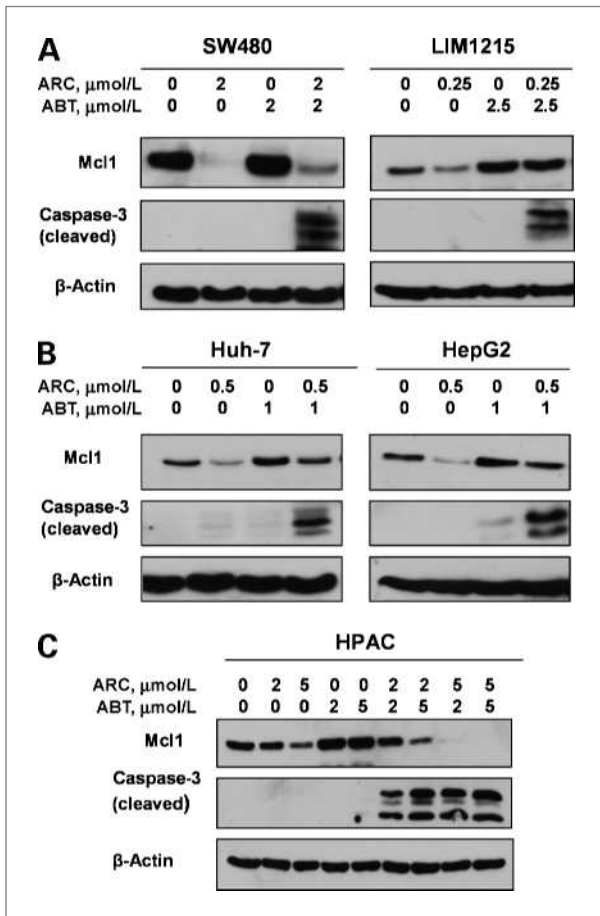 A
SW480 LIM1215
ARC, μmol/L 0 2 0 2 0 0.25 0 0.25
ABT, μmol/L 0 0 2 2 0 0 2.5 2.5
Mcl1
Caspase-3
(cleaved)
β-Actin
B
Huh-7 HepG2
ARC, μmol/L 0 0.5 0 0.5 0 0.5 0 0.5
ABT, μmol/L 0 0 1 1 0 0 1 1
Mcl1
Caspase-3
(cleaved)
β-Actin
C
HPAC
ARC, μmol/L 0 2 5 0 0 2 2 5 5
ABT, μmol/L 0 0 0 2 5 2 5 2 5
Mcl1
Caspase-3
(cleaved)
β-Actin